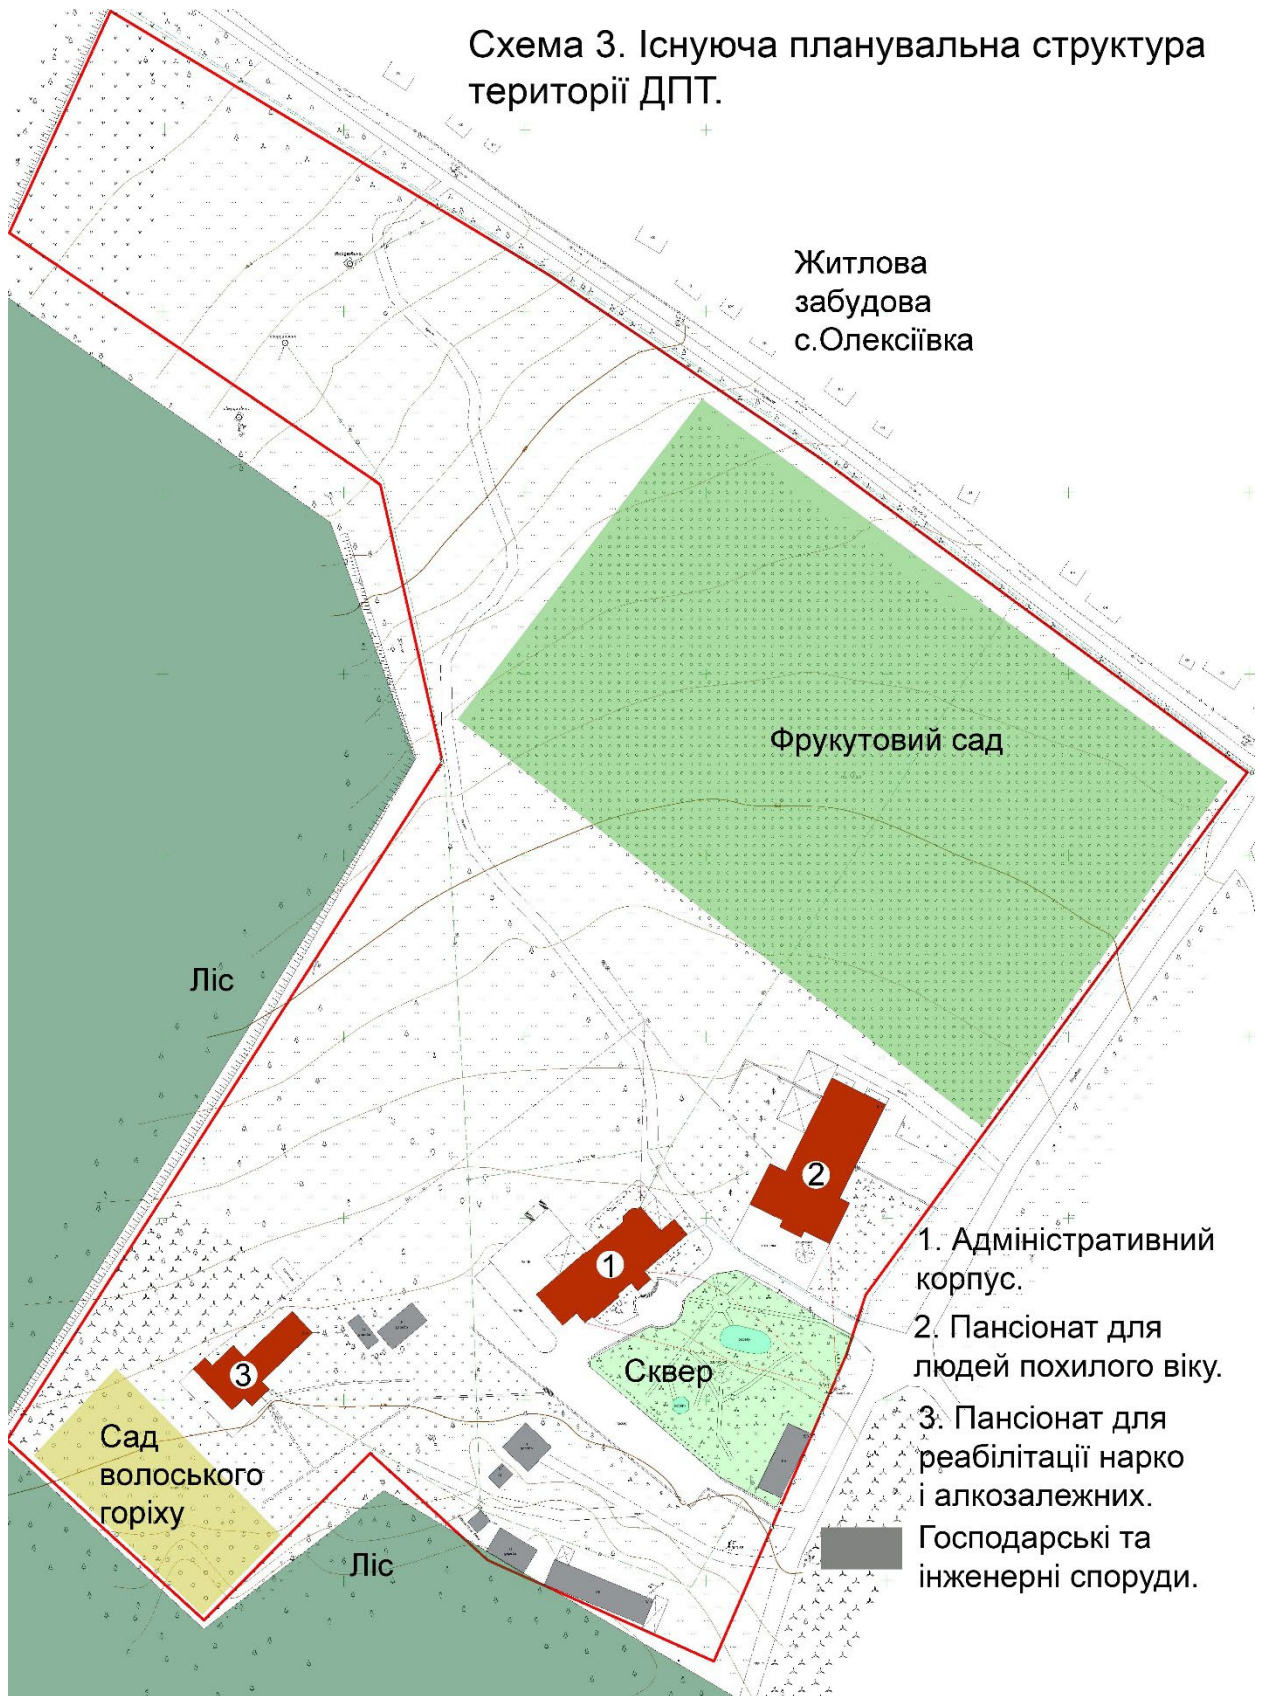 Схема 3. Існуюча планувальна структура
території ДПТ.
Житлова
забудова
с.Олексіївка
Фрукутовий сад
Ліс
2
1
1. Адміністративний
корпус.
2. Пансіонат для
людей похилого віку.
3
Сквер
3. Пансіонат для
реабілітації нарко
і алкозалежних.
Сад
волоського
горіху
Ліс
Господарські та
інженерні споруди.